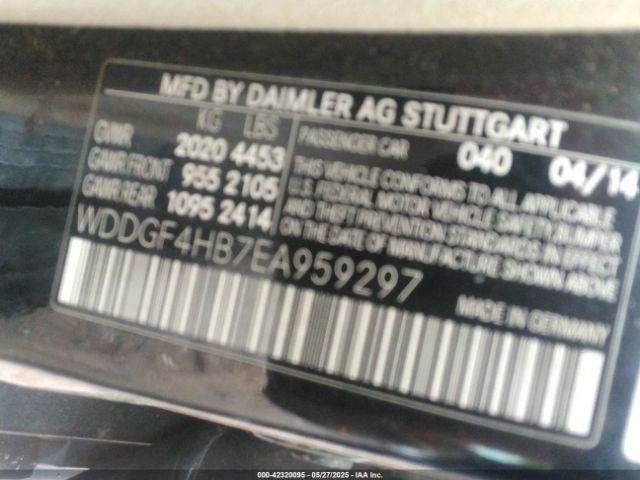 MFD BY DAIMLER AG STUTTGART
KG LBS
GVWR 2020 4453
GAWR FRONT 955 2105
GAWR REAR 1095 2414
PASSENGER CAR 040 04/14
THIS VEHICLE CONFORMS TO ALL APPLICABLE
U.S. FEDERAL MOTOR VEHICLE SAFETY BUMPER
AND THEFT PREVENTION STANDARDS IN EFFECT
ON THE DATE OF MANUFACTURE SHOWN ABOVE
WDDGF4HB7EA959297
MADE IN GERMANY
000-42320095 - 05/27/2025 - IAA Inc.